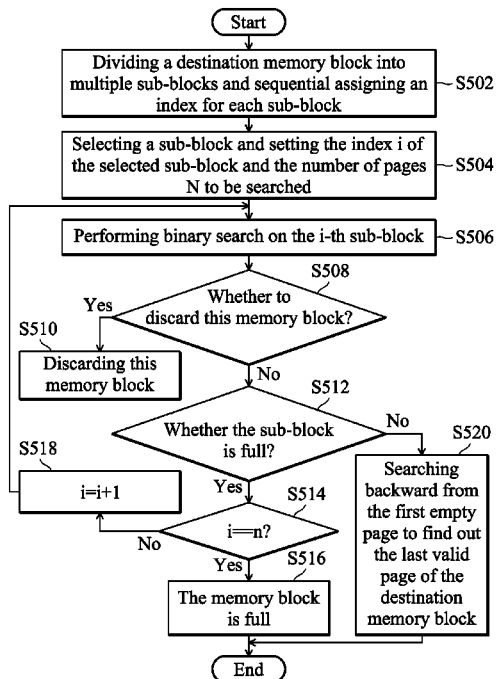 Start
Dividing a destination memory block into
multiple sub-blocks and sequential assigning an
index for each sub-block
S502
Selecting a sub-block and setting the index i of
the selected sub-block and the number of pages
N to be searched
S504
Performing binary search on the i-th sub-block
S506
S508
Whether to
discard this memory block?
Yes
S510
Discarding this
memory block
No
S512
Whether the sub-block
is full?
No
S520
Searching
backward from
the first empty
page to find out
the last valid
page of the
destination
memory block
S518
i=i+1
Yes
S514
i==n?
No
Yes
S516
The memory block
is full
End